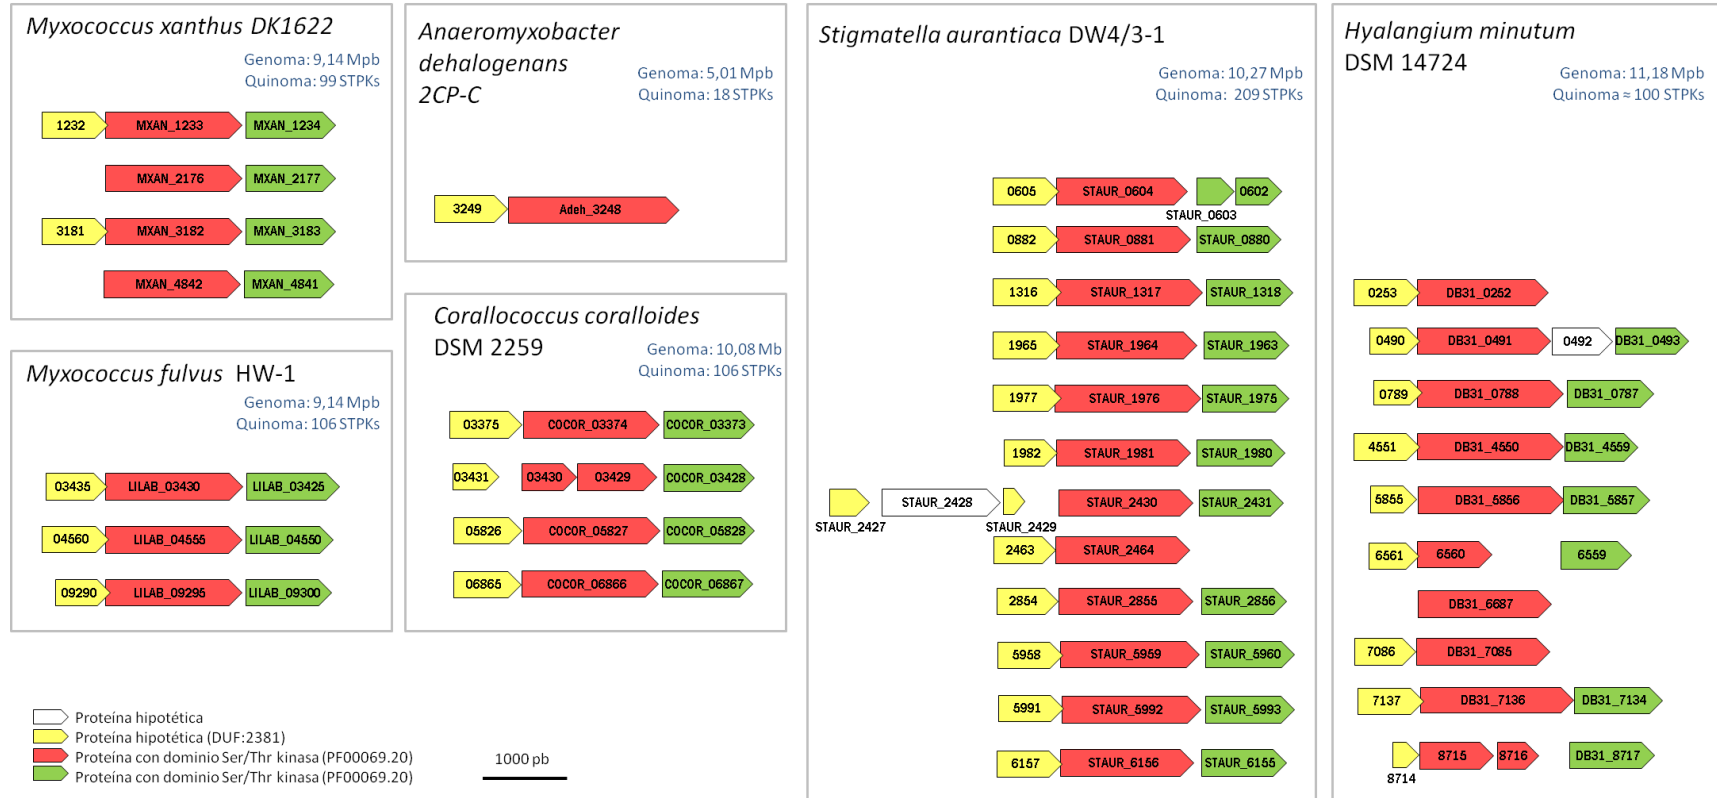 Myxococcus xanthus DK1622
Genoma: 9,14 Mpb
Quinoma: 99 STPKs
1232 MXAN_1233 MXAN_1234
MXAN_2176 MXAN_2177
3181 MXAN_3182 MXAN_3183
MXAN_4842 MXAN_4841
Myxococcus fulvus HW-1
Genoma: 9,14 Mpb
Quinoma: 106 STPKs
03435 LILAB_03430 LILAB_03425
04560 LILAB_04555 LILAB_04550
09290 LILAB_09295 LILAB_09300
Anaeromyxobacter
dehalogenans
2CP-C
Genoma: 5,01 Mpb
Quinoma: 18 STPKs
3249 Adeh_3248
Corallococcus coralloides
DSM 2259
Genoma: 10,08 Mb
Quinoma: 106 STPKs
03375 COCOR_03374 COCOR_03373
03431 03430 03429 COCOR_03428
05826 COCOR_05827 COCOR_05828
06865 COCOR_06866 COCOR_06867
Stigmatella aurantiaca DW4/3-1
Genoma: 10,27 Mpb
Quinoma: 209 STPKs
0605 STAUR_0604 0602
STAUR_0603
0882 STAUR_0881 STAUR_0880
1316 STAUR_1317 STAUR_1318
1965 STAUR_1964 STAUR_1963
1977 STAUR_1976 STAUR_1975
1982 STAUR_1981 STAUR_1980
STAUR_2428 STAUR_2430 STAUR_2431
STAUR_2427 STAUR_2429
2463 STAUR_2464
2854 STAUR_2855 STAUR_2856
5958 STAUR_5959 STAUR_5960
5991 STAUR_5992 STAUR_5993
6157 STAUR_6156 STAUR_6155
Hyalangium minutum
DSM 14724
Genoma: 11,18 Mpb
Quinoma ≈ 100 STPKs
0253 DB31_0252
0490 DB31_0491 0492 DB31_0493
0789 DB31_0788 DB31_0787
4551 DB31_4550 DB31_4559
5855 DB31_5856 DB31_5857
6561 6560 6559
DB31_6687
7086 DB31_7085
7137 DB31_7136 DB31_7134
8715 8716 DB31_8717
8714
Proteína hipotética
Proteína hipotética (DUF:2381)
Proteína con dominio Ser/Thr kinasa (PF00069.20)
Proteína con dominio Ser/Thr kinasa (PF00069.20)
1000 pb